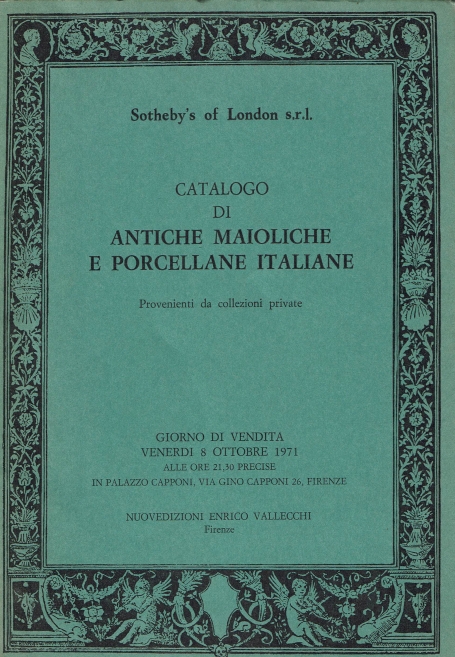 Sotheby's of London s.r.l.
CATALOGO
DI
ANTICHE MAIOLICHE
E PORCELLANE ITALIANE
Provenienti da collezioni private
GIORNO DI VENDITA
VENERDI 8 OTTOBRE 1971
ALLE ORE 21,30 PRECISE
IN PALAZZO CAPPONI, VIA GINO CAPPONI 26, FIRENZE
NUOVEDIZIONI ENRICO VALLECCHI
Firenze